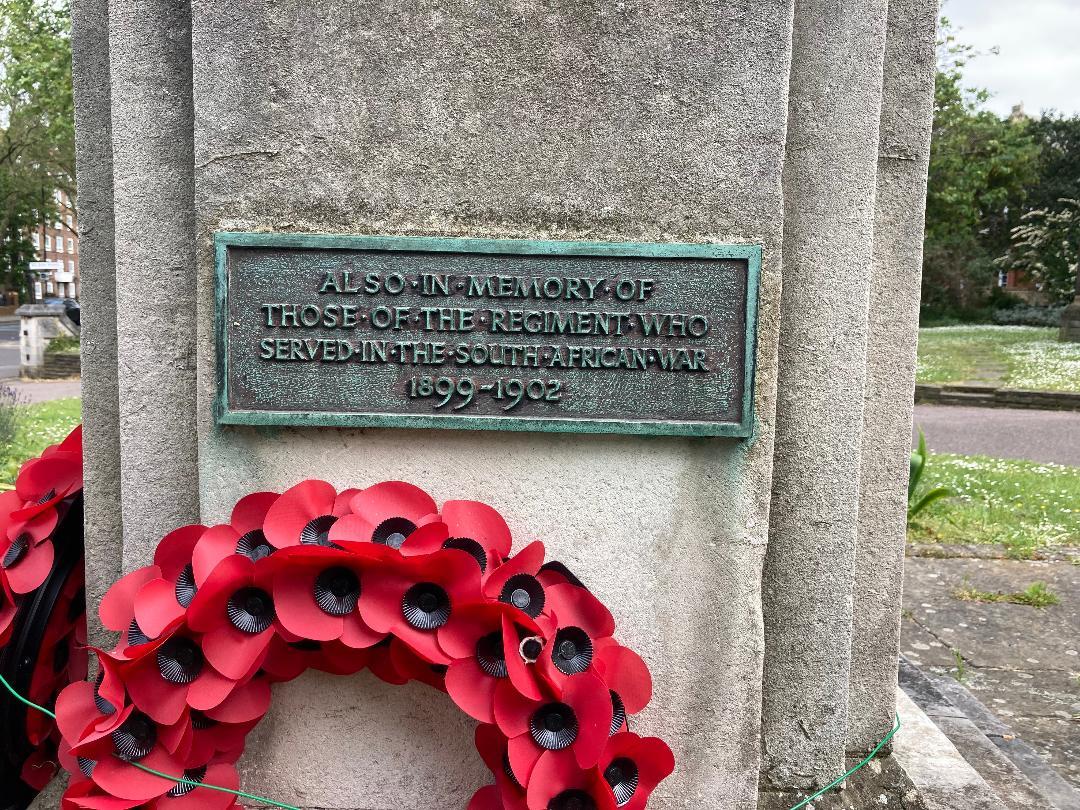 ALSO·IN·MEMORY·OF
THOSE·OF·THE·REGIMENT·WHO
SERVED·IN·THE·SOUTH·AFRICAN·WAR
1899-1902